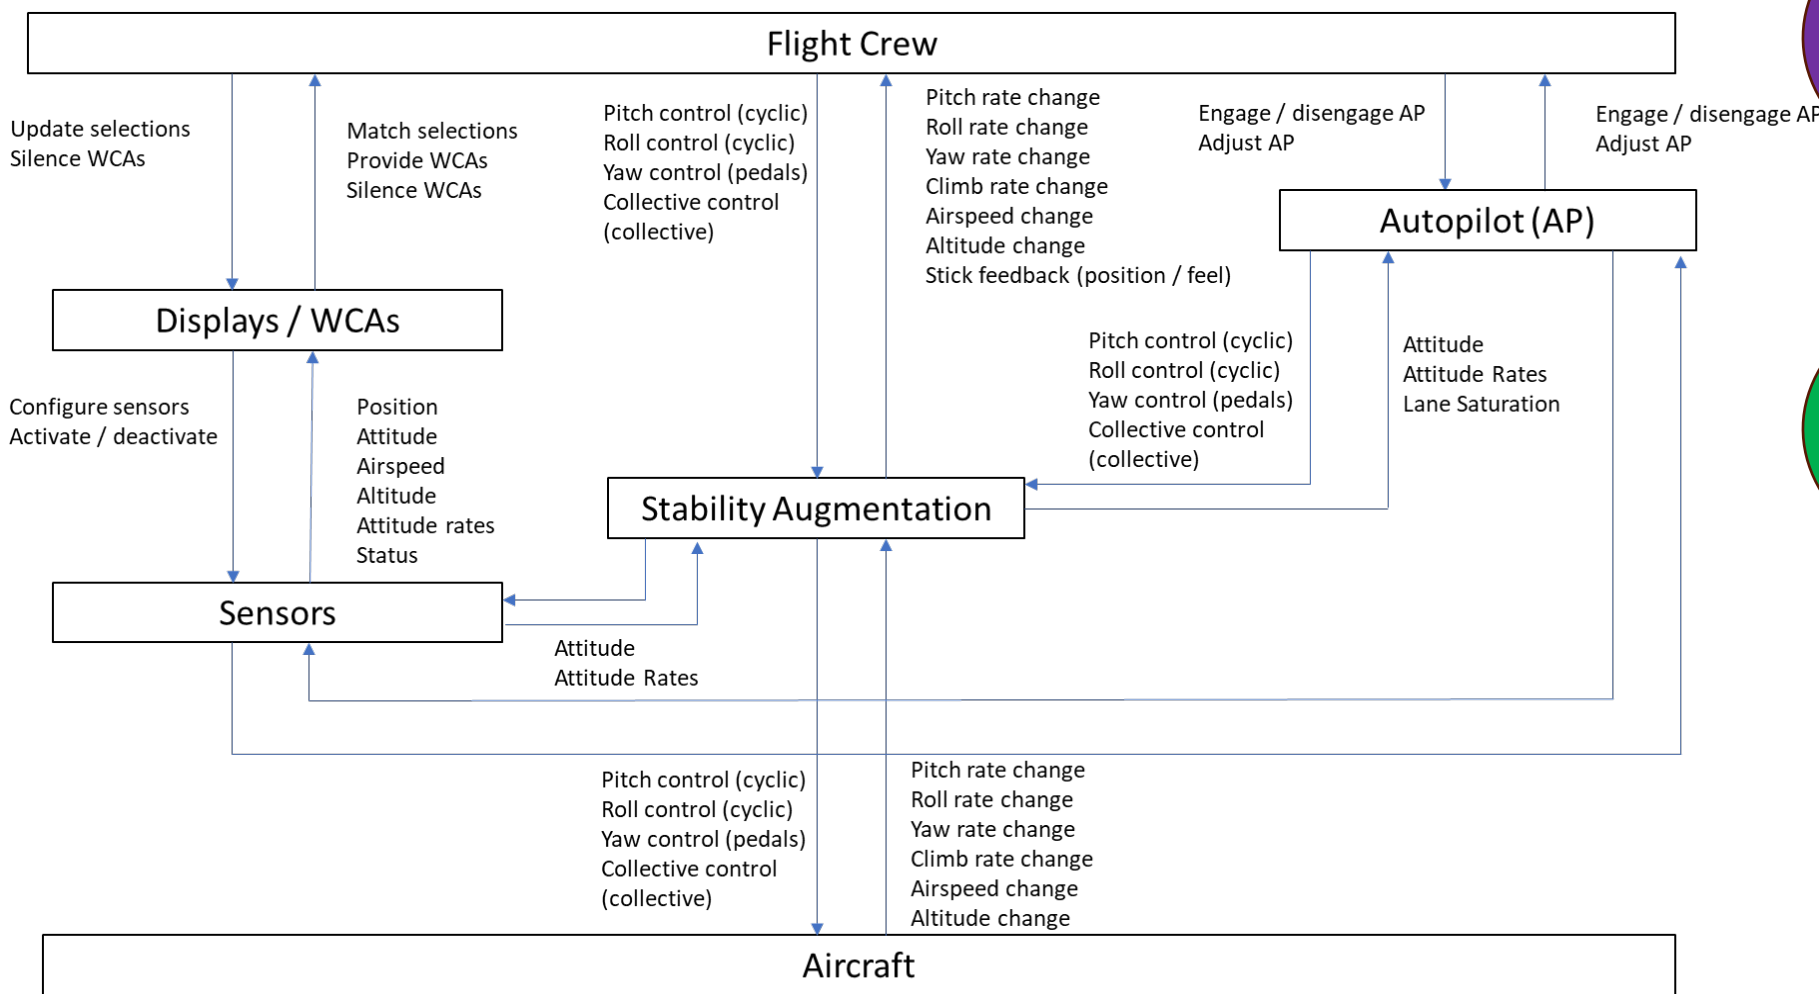 Flight Crew
Update selections
Silence WCAs
Match selections
Provide WCAs
Silence WCAs
Pitch control (cyclic)
Roll control (cyclic)
Yaw control (pedals)
Collective control
(collective)
Pitch rate change
Roll rate change
Yaw rate change
Climb rate change
Airspeed change
Altitude change
Stick feedback (position / feel)
Engage / disengage AP
Adjust AP
Engage / disengage AP
Adjust AP
Autopilot (AP)
Displays / WCAs
Pitch control (cyclic)
Roll control (cyclic)
Yaw control (pedals)
Collective control
(collective)
Attitude
Attitude Rates
Lane Saturation
Configure sensors
Activate / deactivate
Position
Attitude
Airspeed
Altitude
Attitude rates
Status
Stability Augmentation
Sensors
Attitude
Attitude Rates
Pitch control (cyclic)
Roll control (cyclic)
Yaw control (pedals)
Collective control
(collective)
Pitch rate change
Roll rate change
Yaw rate change
Climb rate change
Airspeed change
Altitude change
Aircraft